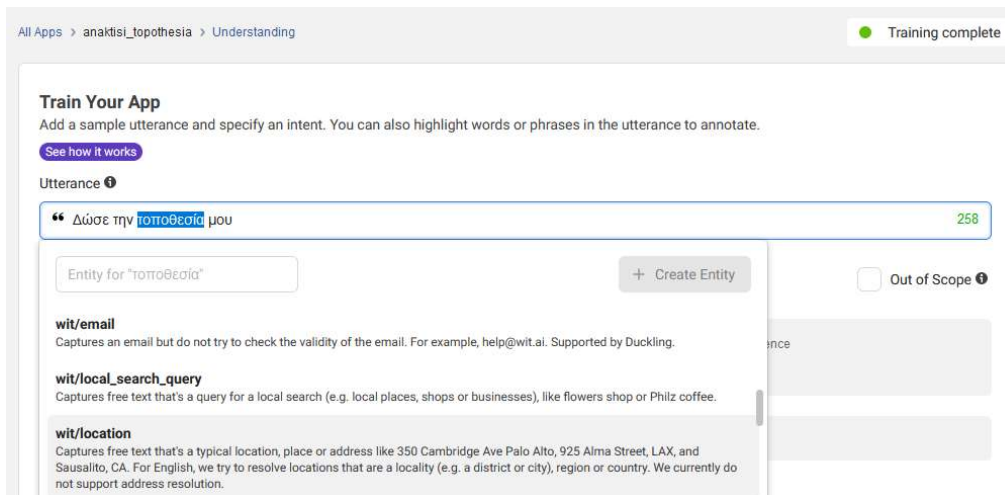 All Apps > anaktisi_topothesia > Understanding
Training complete
Train Your App
Add a sample utterance and specify an intent. You can also highlight words or phrases in the utterance to annotate.
See how it works
Utterance
❝ Δώσε την τοποθεσία μου 258
Entity for "τοποθεσία"
+ Create Entity
Out of Scope
wit/email
Captures an email but do not try to check the validity of the email. For example, help@wit.ai. Supported by Duckling.
ence
wit/local_search_query
Captures free text that's a query for a local search (e.g. local places, shops or businesses), like flowers shop or Philz coffee.
wit/location
Captures free text that's a typical location, place or address like 350 Cambridge Ave Palo Alto, 925 Alma Street, LAX, and
Sausalito, CA. For English, we try to resolve locations that are a locality (e.g. a district or city), region or country. We currently do
not support address resolution.